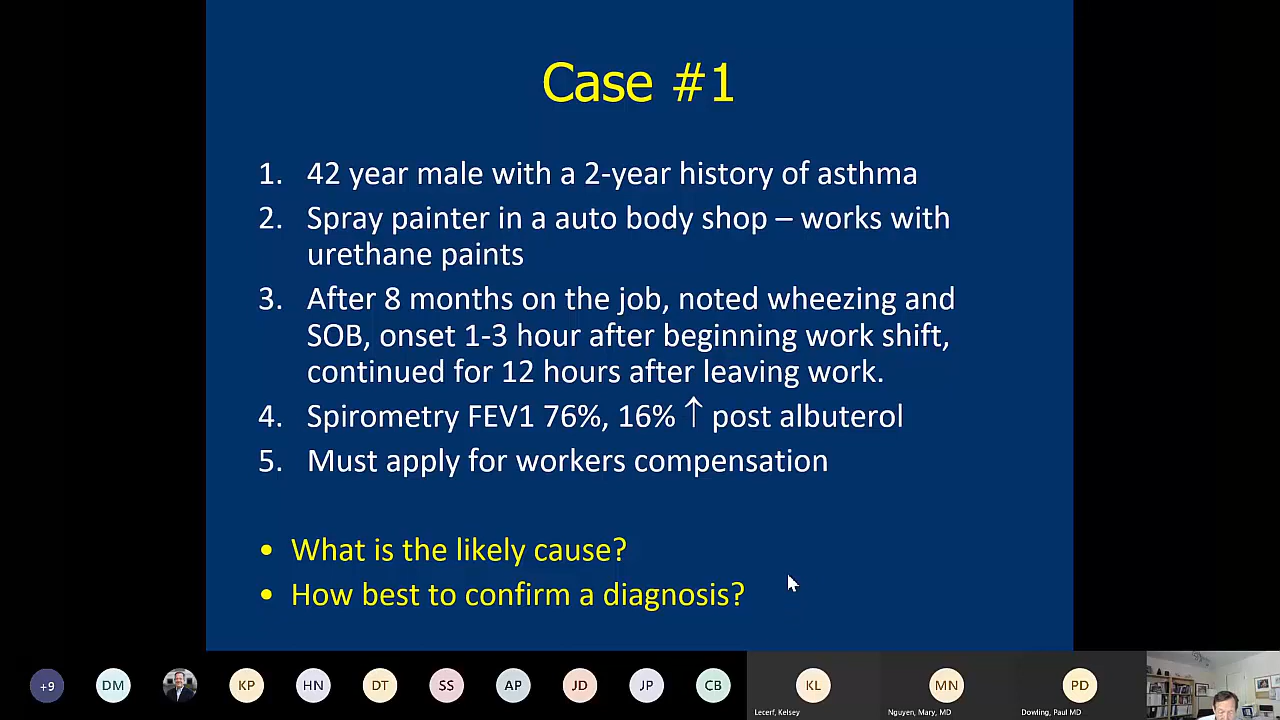 Case #1
1. 42 year male with a 2-year history of asthma
2. Spray painter in a auto body shop – works with
urethane paints
3. After 8 months on the job, noted wheezing and
SOB, onset 1-3 hour after beginning work shift,
continued for 12 hours after leaving work.
4. Spirometry FEV1 76%, 16% ↑ post albuterol
5. Must apply for workers compensation
• What is the likely cause?
• How best to confirm a diagnosis?
+9 DM KP HN DT SS AP JD JP CB KL MN PD
Lecerf, Kelsey Nguyen, Mary, MD Dowling, Paul MD